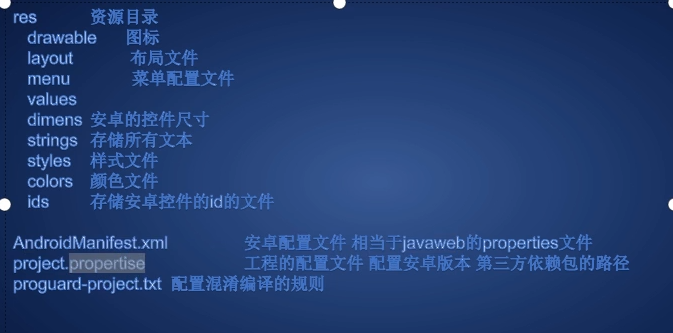 res 资源目录
drawable 图标
layout 布局文件
menu 菜单配置文件
values
dimens 安卓的控件尺寸
strings 存储所有文本
styles 样式文件
colors 颜色文件
ids 存储安卓控件的id的文件
AndroidManifest.xml 安卓配置文件 相当于javaweb的properties文件
project.propertise 工程的配置文件 配置安卓版本 第三方依赖包的路径
proguard-project.txt 配置混淆编译的规则